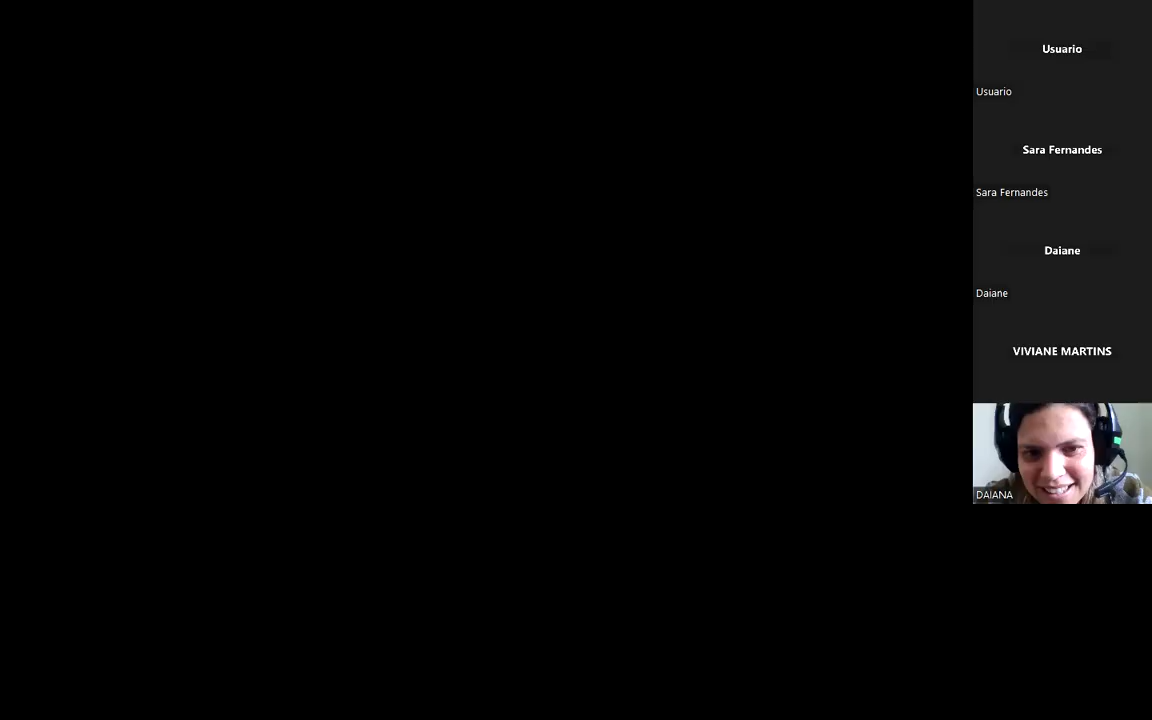 Usuario
Usuario
Sara Fernandes
Sara Fernandes
Daiane
Daiane
VIVIANE MARTINS
DAIANA